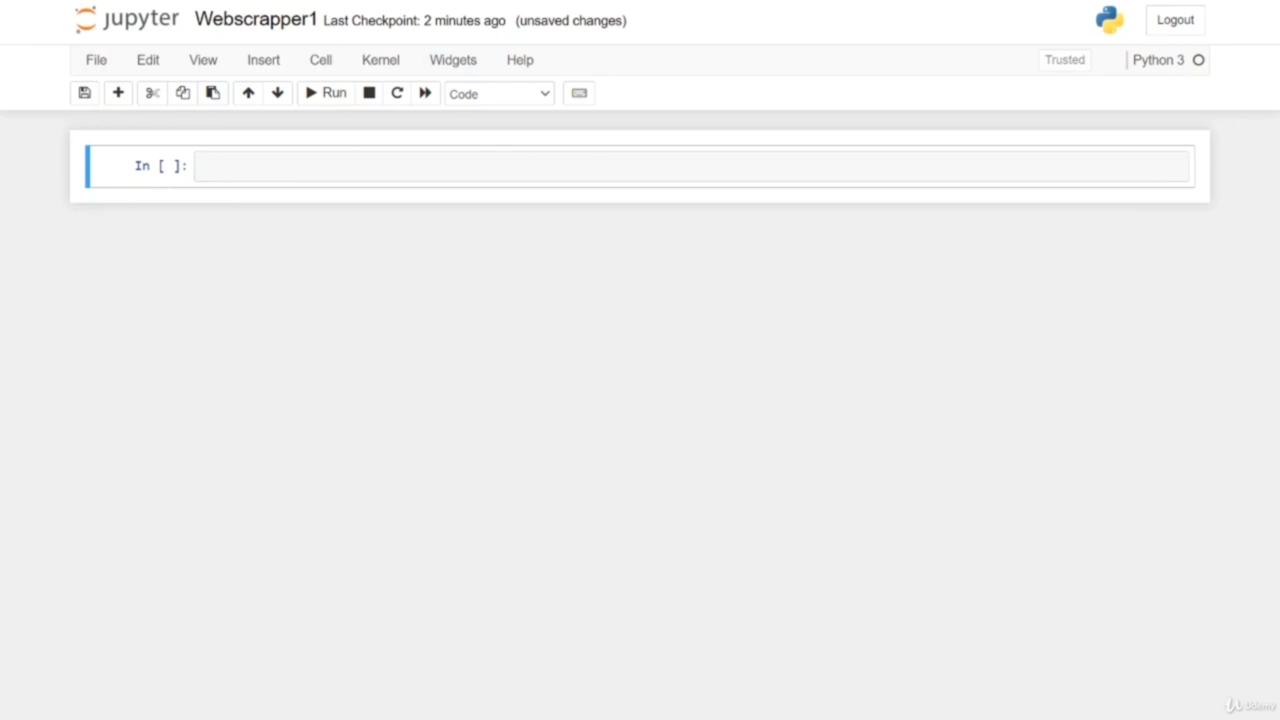 jupyter Webscrapper1 Last Checkpoint: 2 minutes ago (unsaved changes) Logout
File Edit View Insert Cell Kernel Widgets Help Trusted Python 3
Run Code
In [ ]:
Udemy